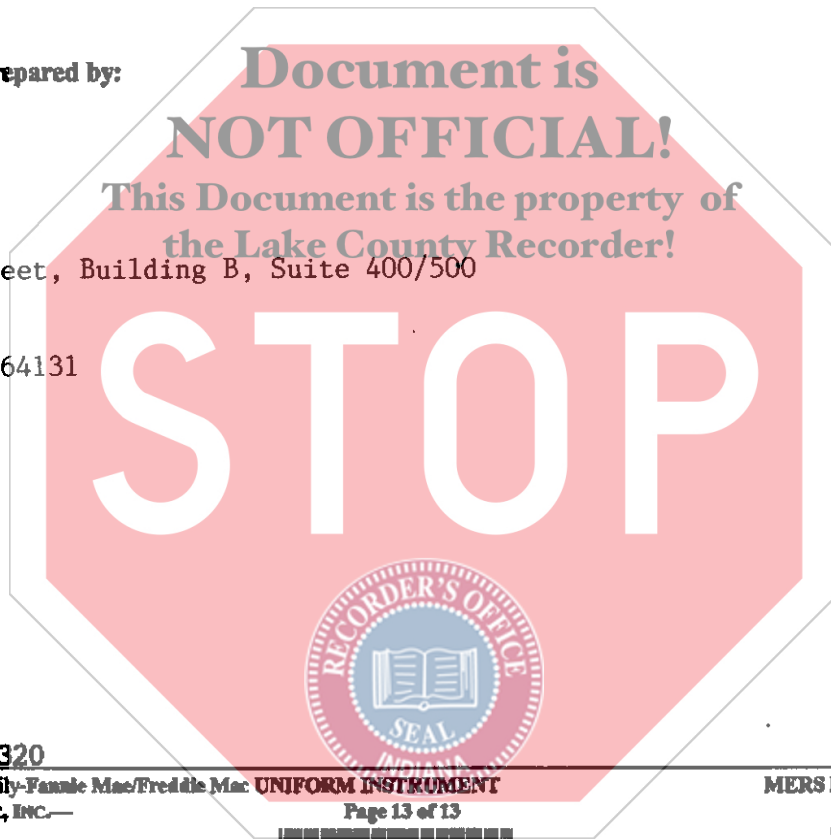 epared by:
Document is
NOT OFFICIAL!
This Document is the property of
the Lake County Recorder!
eet, Building B, Suite 400/500
64131
STOP
RECORDER'S OFFICE
SEAL
INDIANA
320
ily-Fannie Mae/Freddie Mac UNIFORM INSTRUMENT MERS
, INC.—
Page 13 of 13